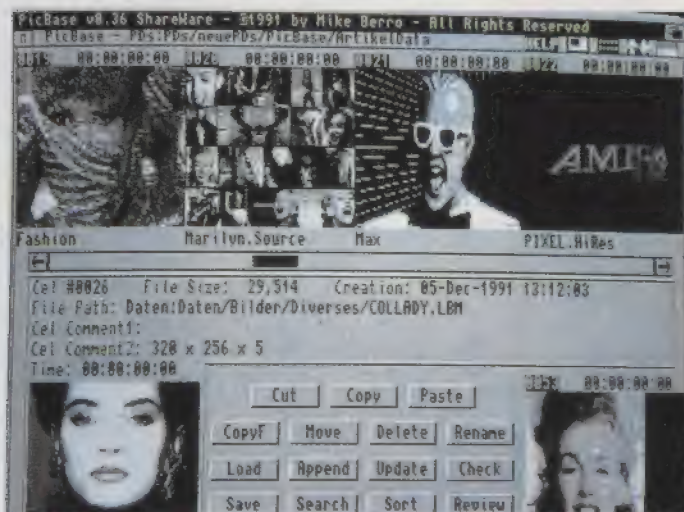 PicBase v0.36 ShareWare - ©1991 by Mike Berro - All Rights Reserved
PicBase - PDs:PDs/neuePDs/PicBase/ArtikelData
HELP
00:00:00:00 00:00:00:00 00:00:00:00 00:00:00:00
AMIGA
Fashion Marilyn.Source Max PIXEL.HiRes
Cel #0026 File Size: 29,514 Creation: 05-Dec-1991 13:12:03
File Path: Daten:Daten/Bilder/Diverses/COLLADY.LBM
Cel Comment1:
Cel Comment2: 320 x 256 x 5
Time: 00:00:00:00
00:00:00:00
Cut Copy Paste
CopyF Move Delete Rename
Load Append Update Check
Save Search Sort Review